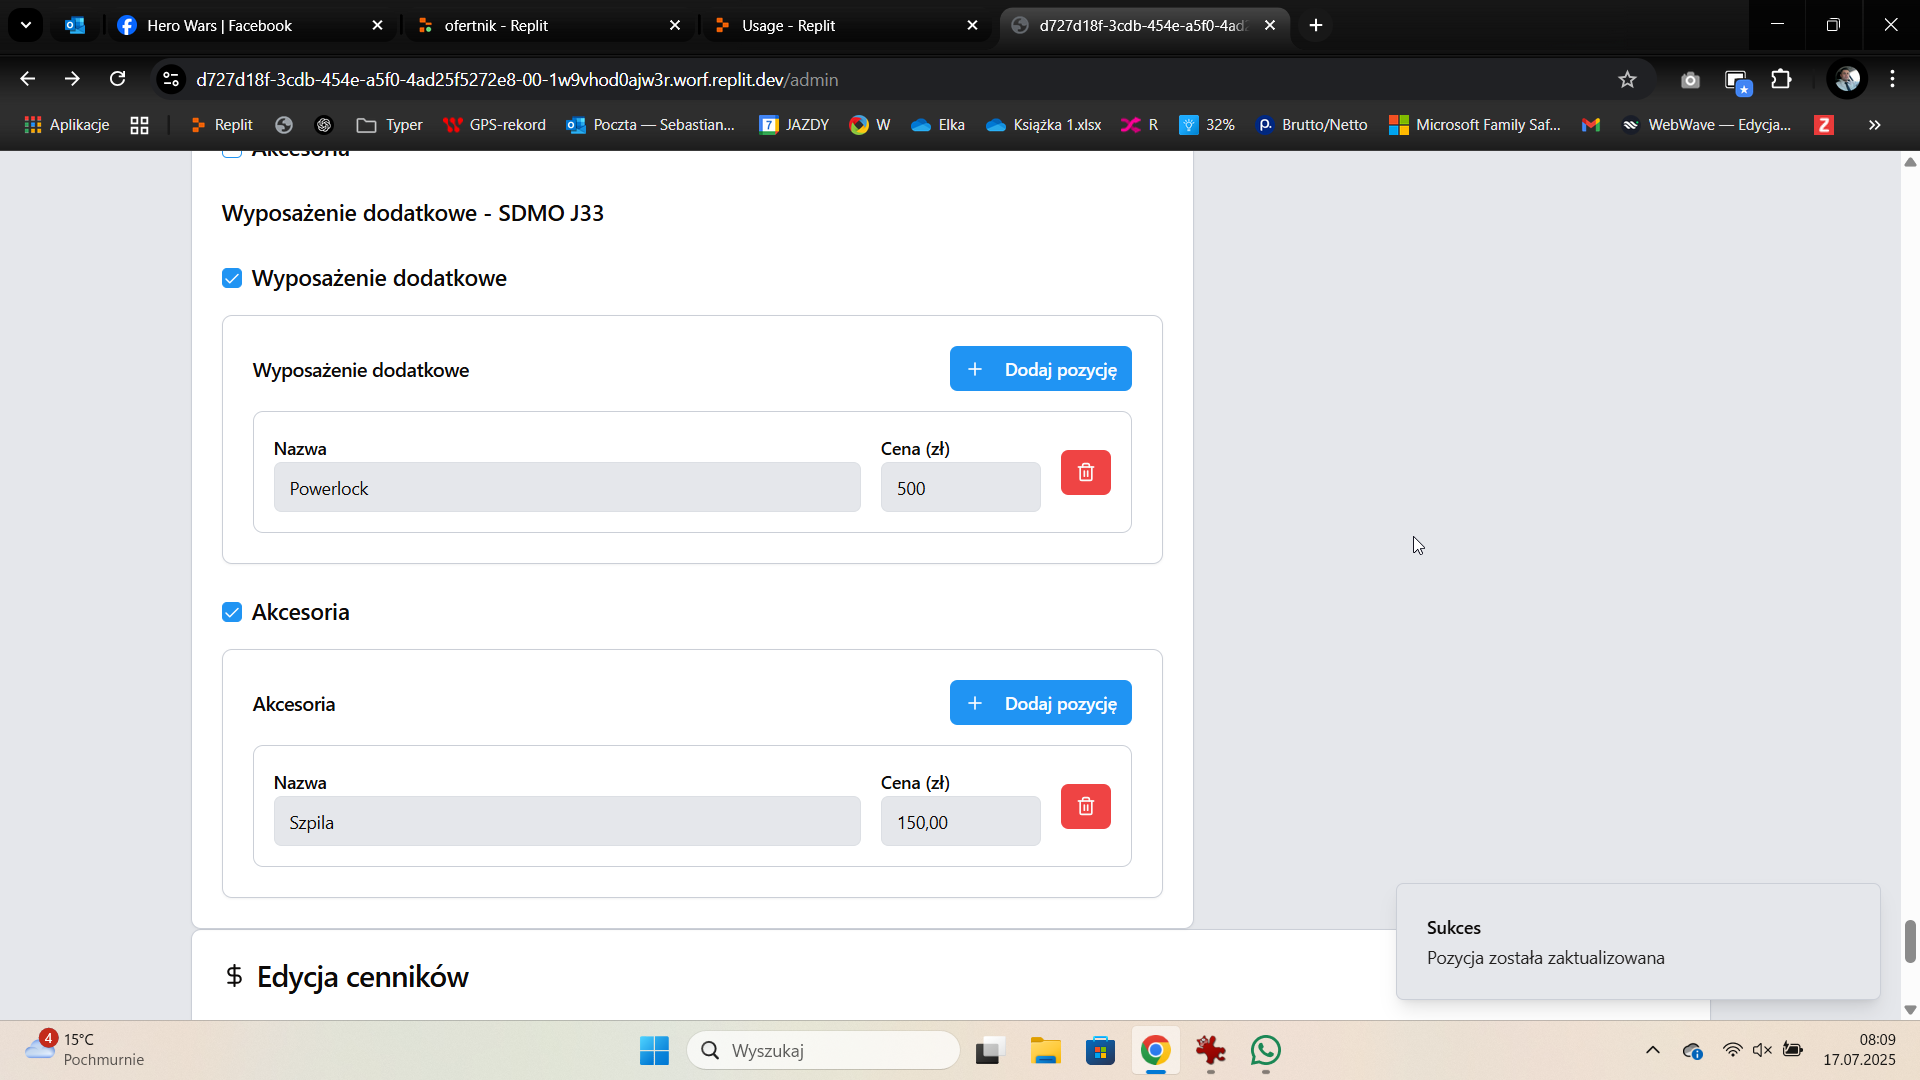 Hero Wars | Facebook
ofertnik - Replit
Usage - Replit
d727d18f-3cdb-454e-a5f0-4ad2
d727d18f-3cdb-454e-a5f0-4ad25f5272e8-00-1w9vhod0ajw3r.worf.replit.dev/admin
Aplikacje
Replit
Typer
GPS-rekord
Poczta — Sebastian...
7
JAZDY
W
Elka
Książka 1.xlsx
R
32%
Brutto/Netto
Microsoft Family Saf...
WebWave — Edycja...
Z
»
Akcesoria
Wyposażenie dodatkowe - SDMO J33
Wyposażenie dodatkowe
Wyposażenie dodatkowe
+ Dodaj pozycję
Nazwa
Cena (zł)
Powerlock
500
Akcesoria
Akcesoria
+ Dodaj pozycję
Nazwa
Cena (zł)
Szpila
150,00
$ Edycja cenników
Sukces
Pozycja została zaktualizowana
4
15°C
Pochmurnie
Wyszukaj
08:09
17.07.2025